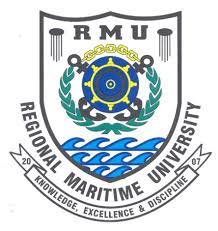 RMU
REGIONAL MARITIME UNIVERSITY
20 07
KNOWLEDGE, EXCELLENCE & DISCIPLINE